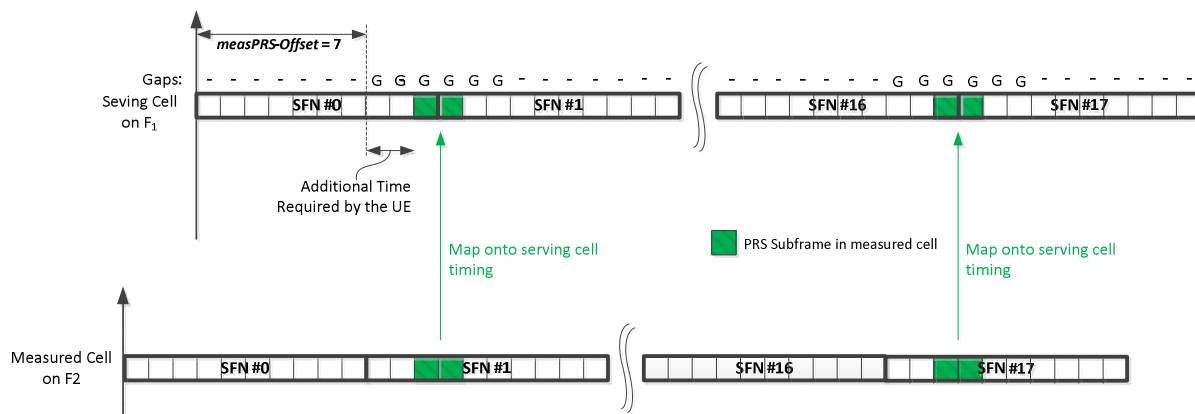 measPRS-Offset = 7
Gaps: - - - - - - - G G G G G G - - - - - - - - - - - - - - - G G G G G G - - - - - - -
Seving Cell
on F1
SFN #0
SFN #1
SFN #16
SFN #17
Additional Time
Required by the UE
PRS Subframe in measured cell
Map onto serving cell
timing
Map onto serving cell
timing
Measured Cell
on F2
SFN #0
SFN #1
SFN #16
SFN #17